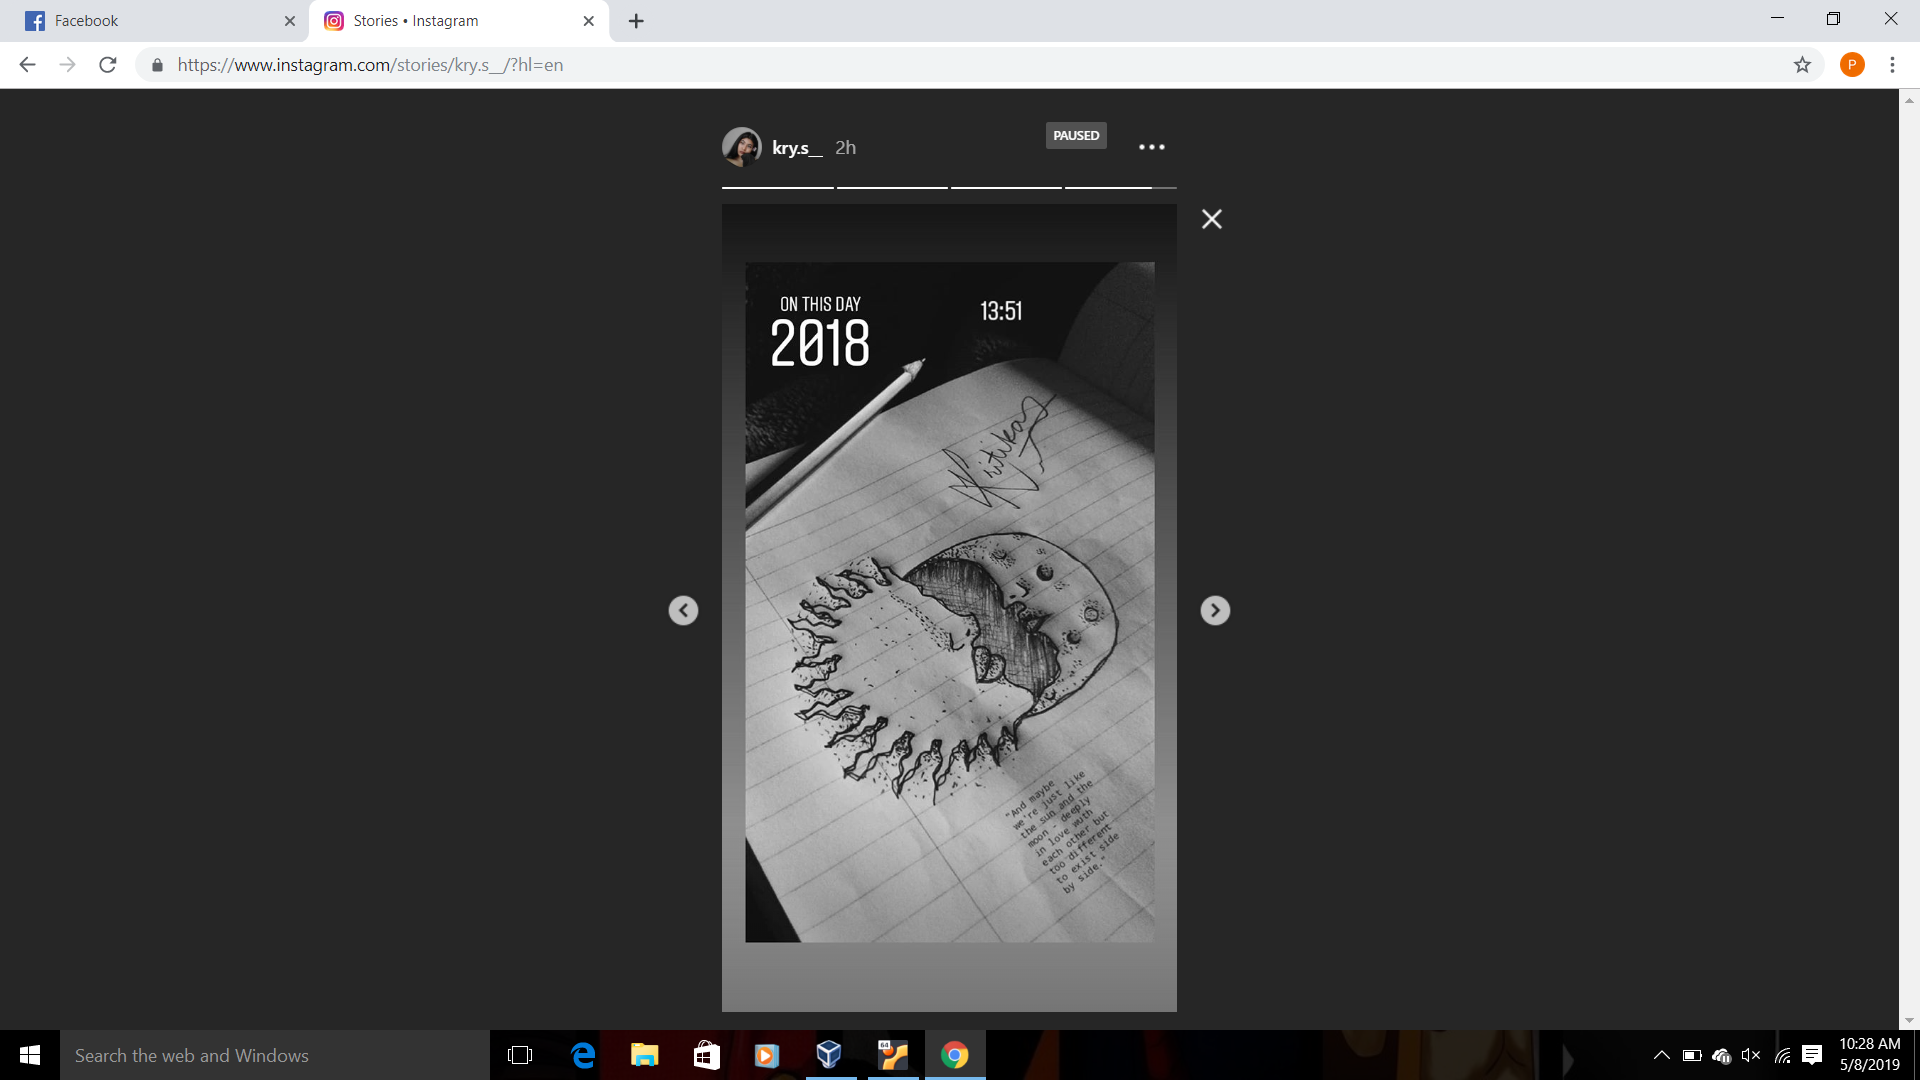 Facebook
Stories • Instagram
https://www.instagram.com/stories/kry.s__/?hl=en
P
kry.s__ 2h
PAUSED
ON THIS DAY
2018
13:51
Kritika
"And maybe
we're just like
the sun and the
moon - deeply
in love wuth
each other but
too different
to exist side
by side."
Search the web and Windows
64
10:28 AM
5/8/2019